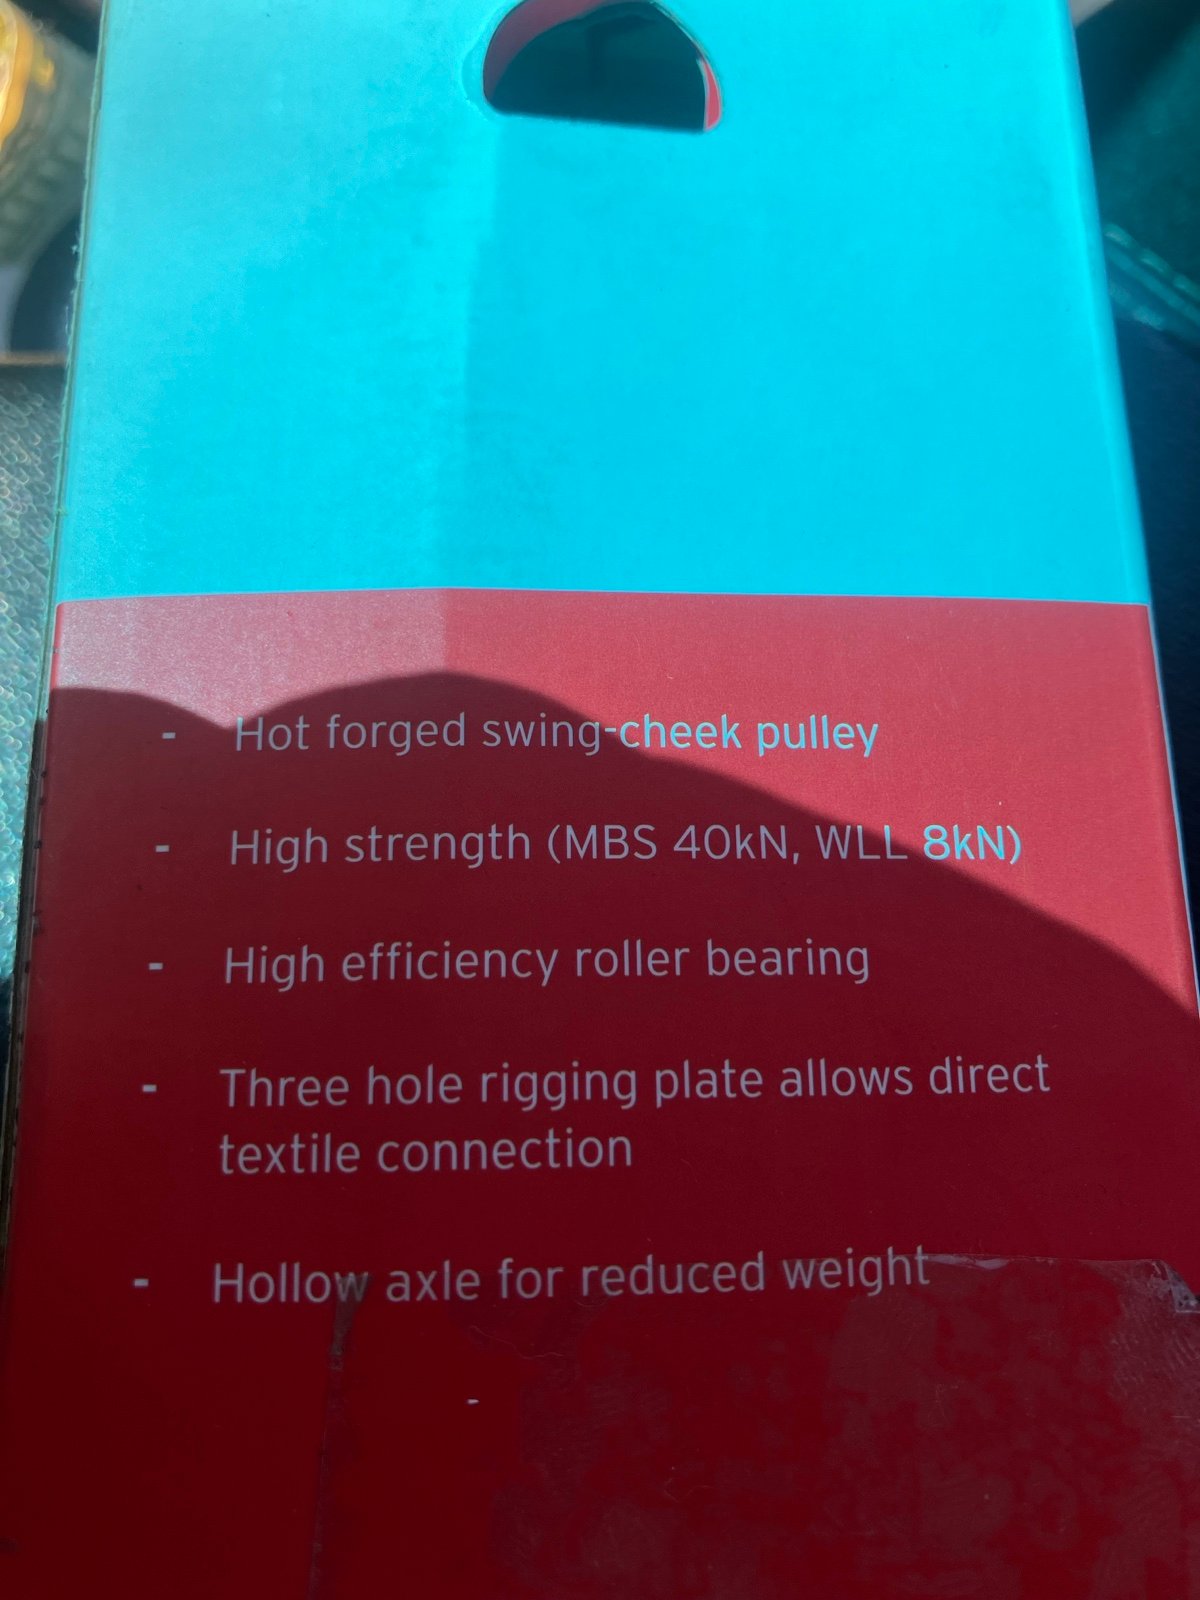 - Hot forged swing-cheek pulley
- High strength (MBS 40kN, WLL 8kN)
- High efficiency roller bearing
- Three hole rigging plate allows direct
textile connection
- Hollow axle for reduced weight